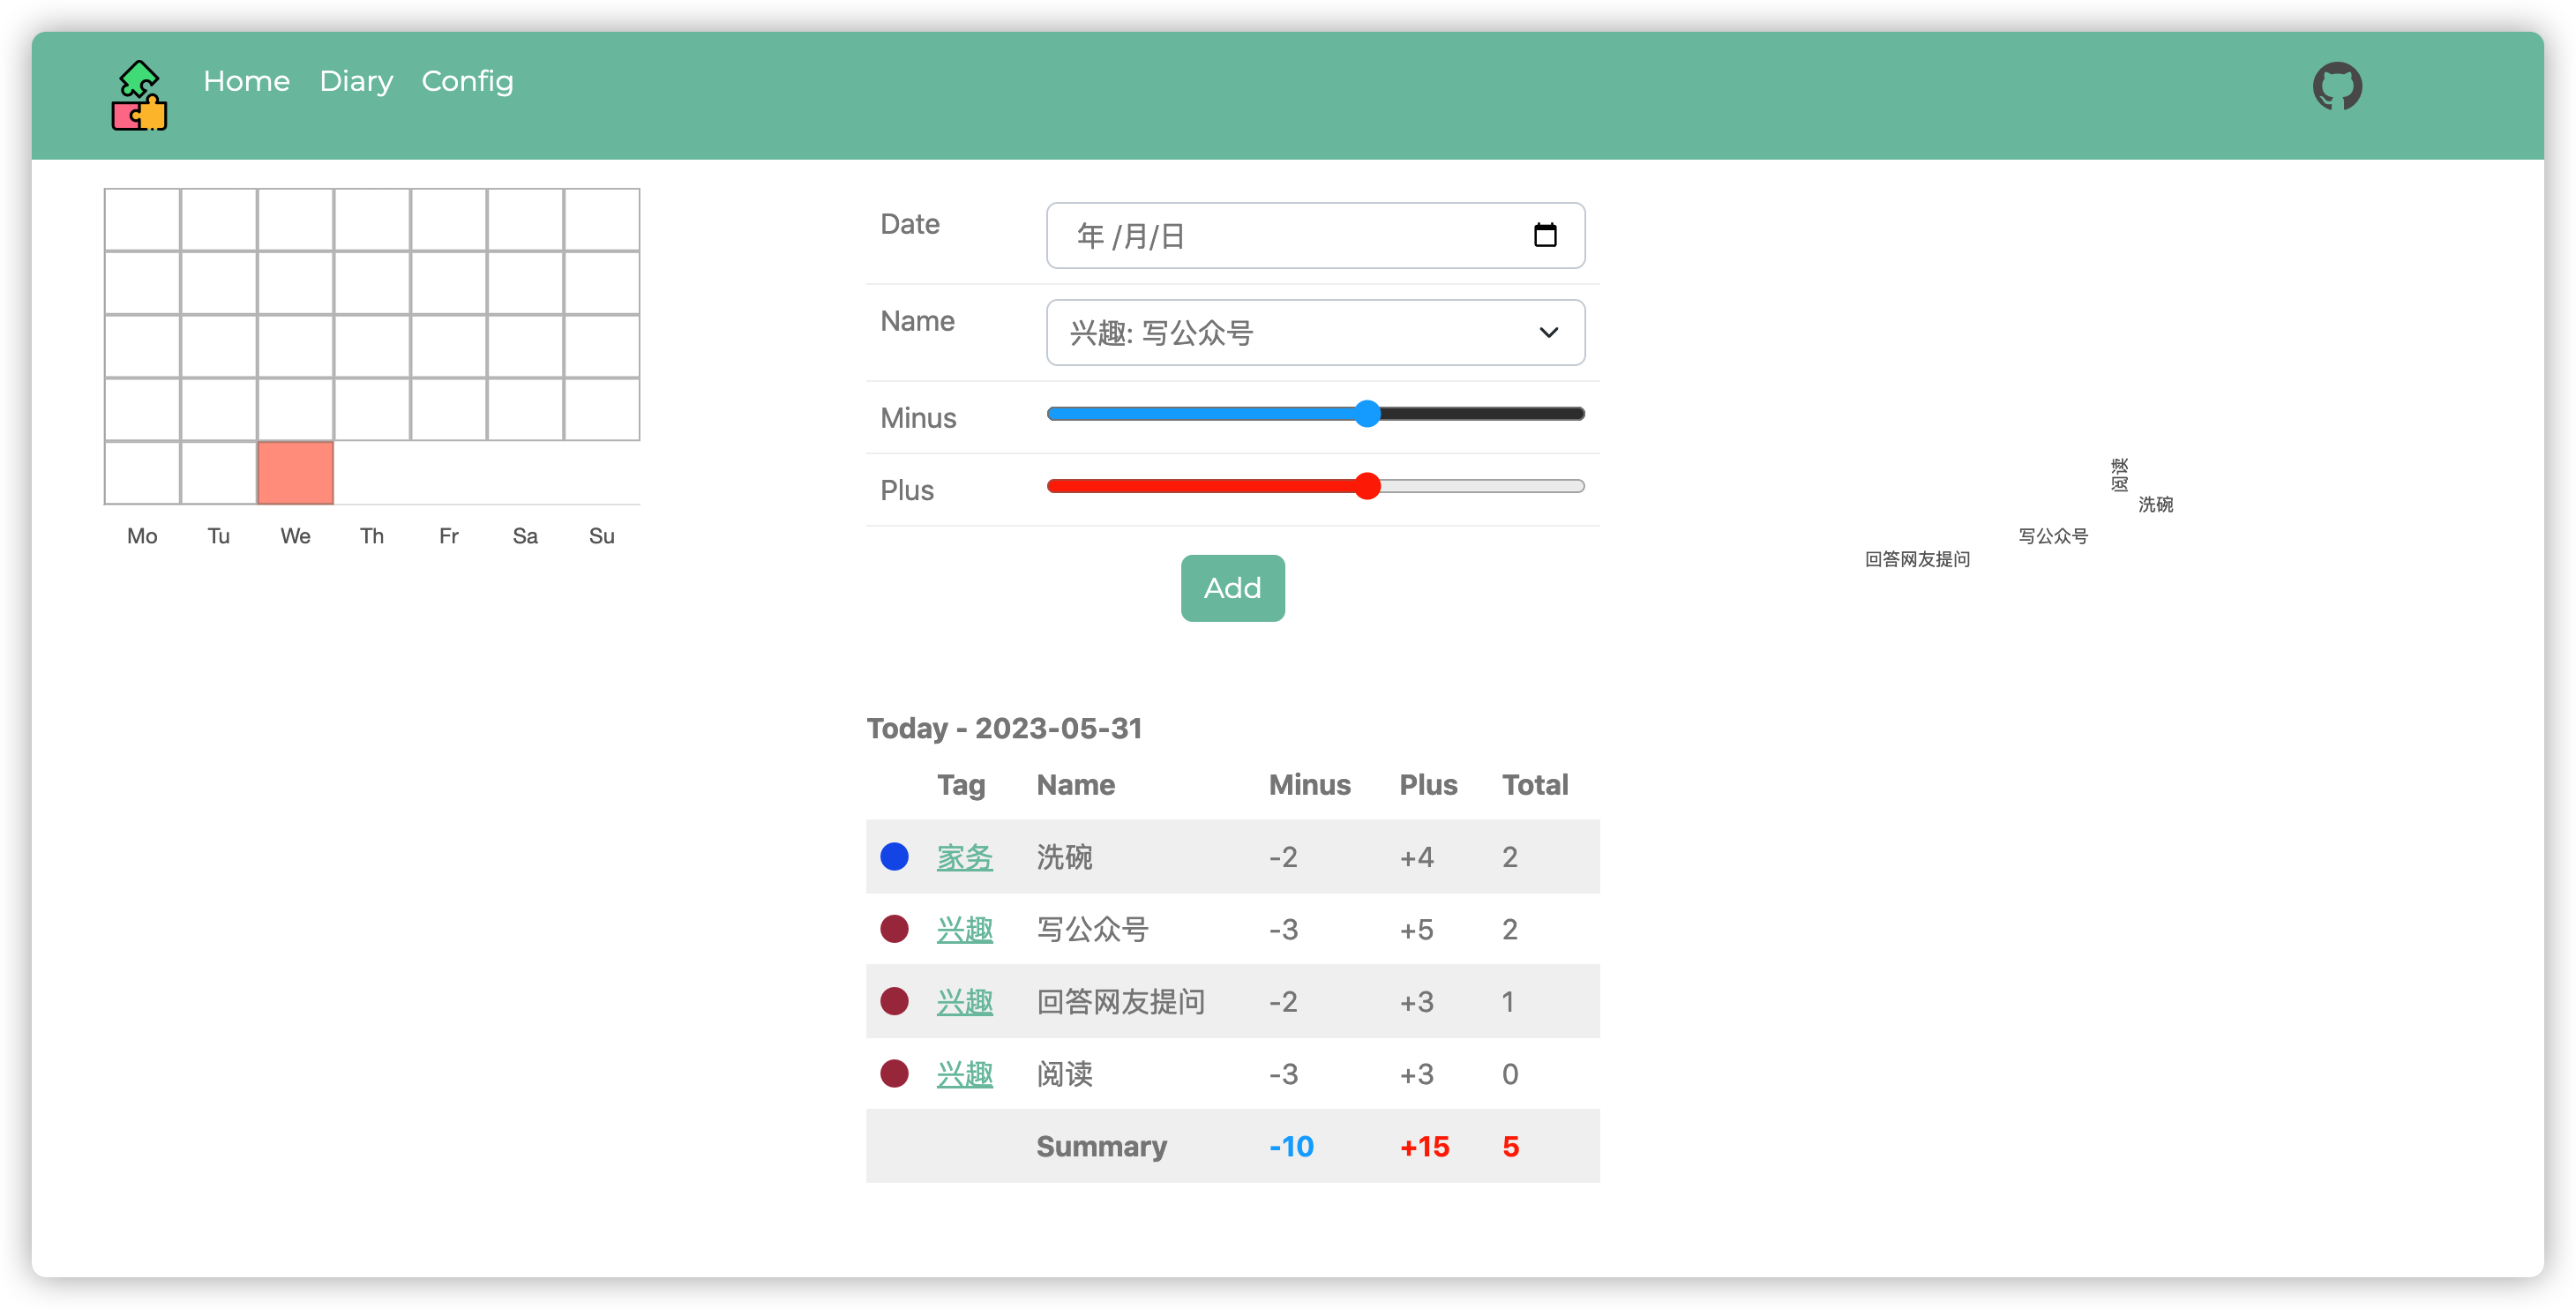 Home Diary Config
Mo Tu We Th Fr Sa Su
Date 年 /月/日
Name 兴趣: 写公众号
Minus
Plus
Add
Today - 2023-05-31
Tag Name Minus Plus Total
家务 洗碗 -2 +4 2
兴趣 写公众号 -3 +5 2
兴趣 回答网友提问 -2 +3 1
兴趣 阅读 -3 +3 0
Summary -10 +15 5
阅读
洗碗
写公众号
回答网友提问